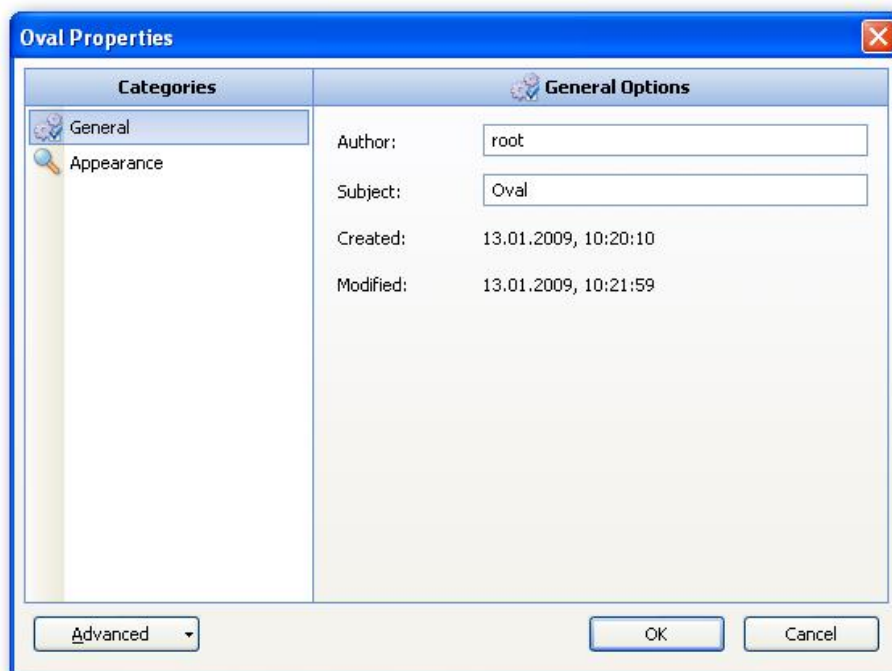 Oval Properties
Categories
General Options
General
Appearance
Author: root
Subject: Oval
Created: 13.01.2009, 10:20:10
Modified: 13.01.2009, 10:21:59
Advanced OK Cancel